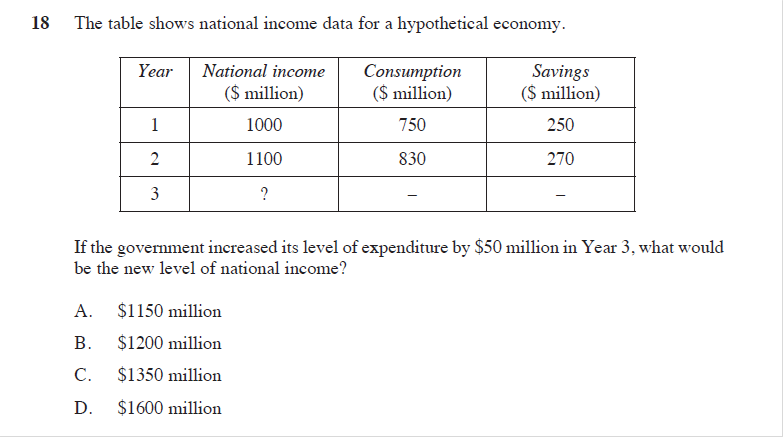 18 The table shows national income data for a hypothetical economy.
Year National income ($ million) Consumption ($ million) Savings ($ million)
1 1000 750 250
2 1100 830 270
3 ? – –
If the government increased its level of expenditure by $50 million in Year 3, what would
be the new level of national income?
A. $1150 million
B. $1200 million
C. $1350 million
D. $1600 million